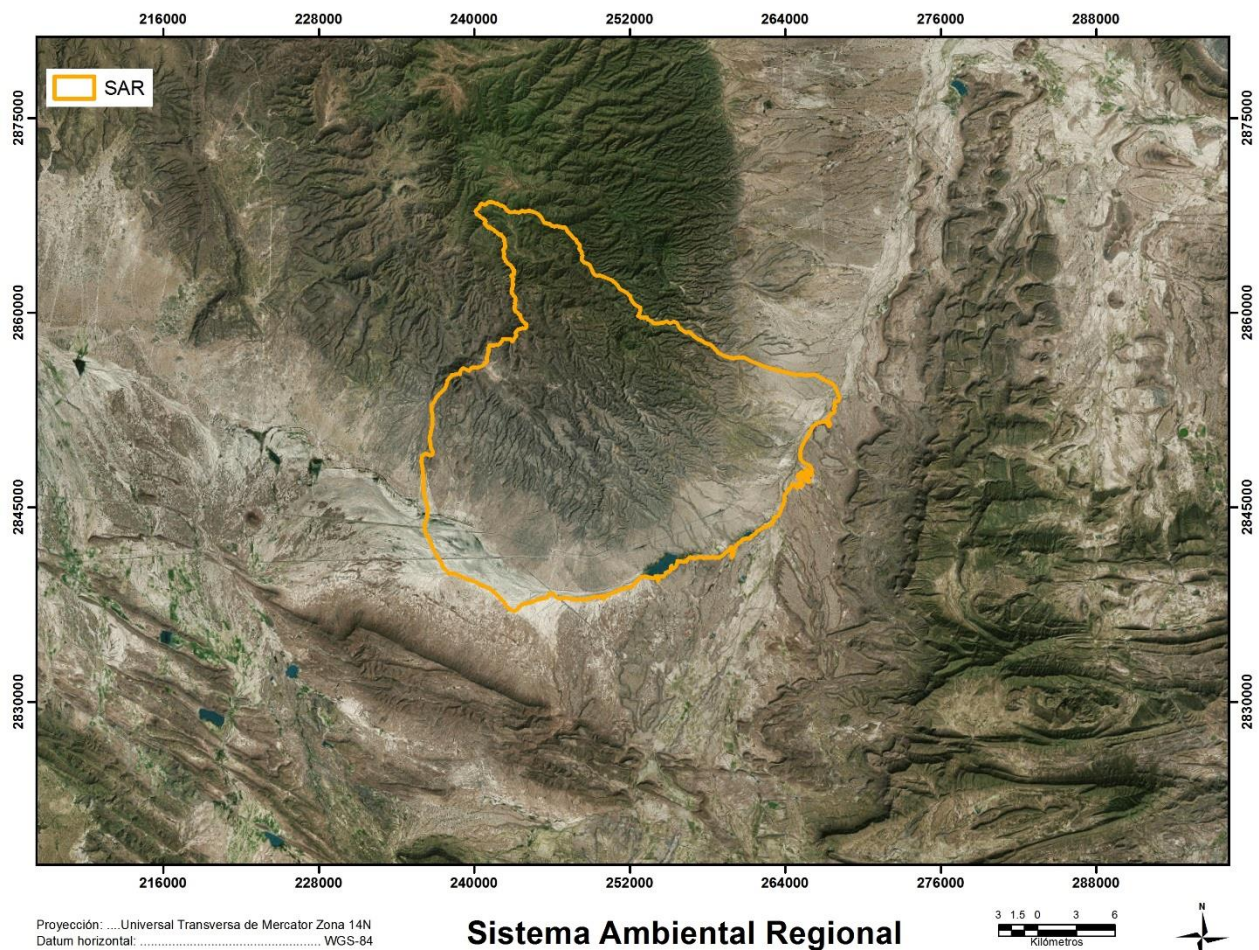 216000 228000 240000 252000 264000 276000 288000
SAR
2875000 2875000
2860000 2860000
2845000 2845000
2830000 2830000
216000 228000 240000 252000 264000 276000 288000
Proyección: ....Universal Transversa de Mercator Zona 14N
Datum horizontal: ............................................ WGS-84
Sistema Ambiental Regional
3 1.5 0 3 6
Kilómetros
N